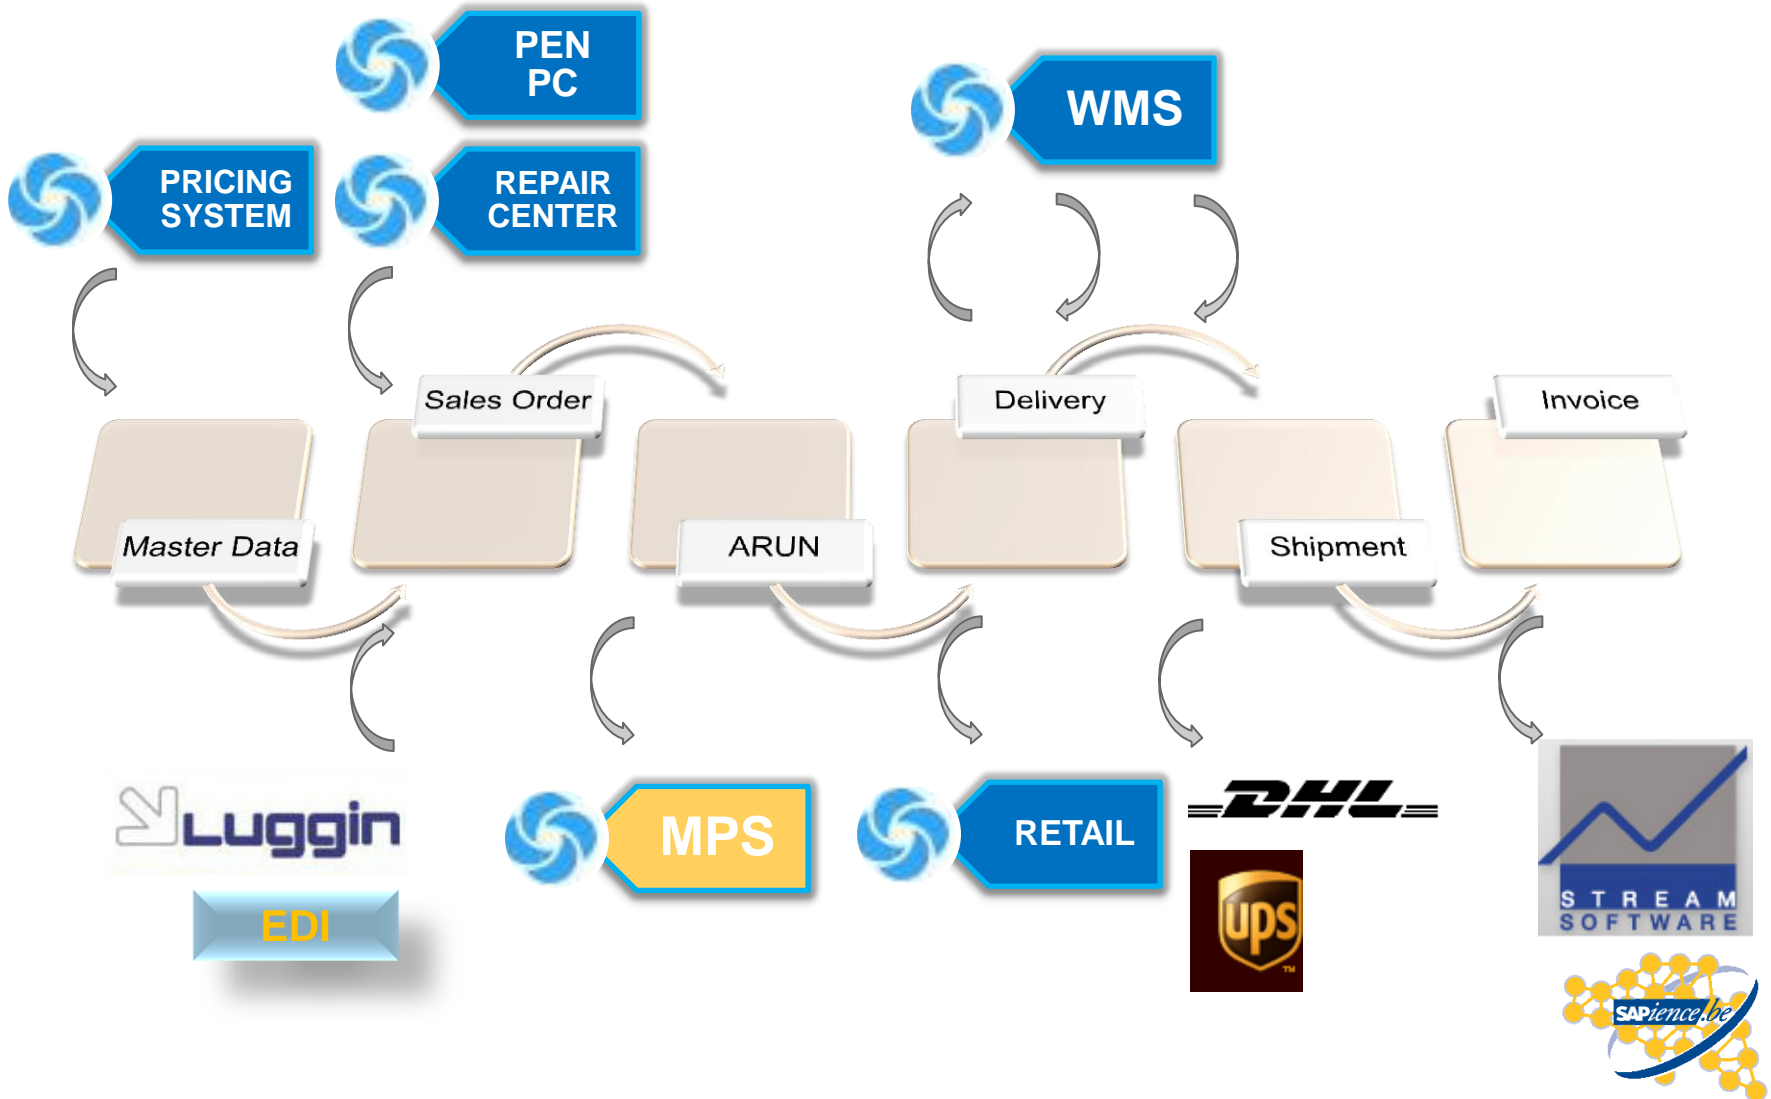 PEN
PC
WMS
PRICING
SYSTEM
REPAIR
CENTER
Sales Order
Delivery
Invoice
Master Data
ARUN
Shipment
Luggin
EDI
MPS
RETAIL
DHL
ups
TM
STREAM
SOFTWARE
SAPience.be